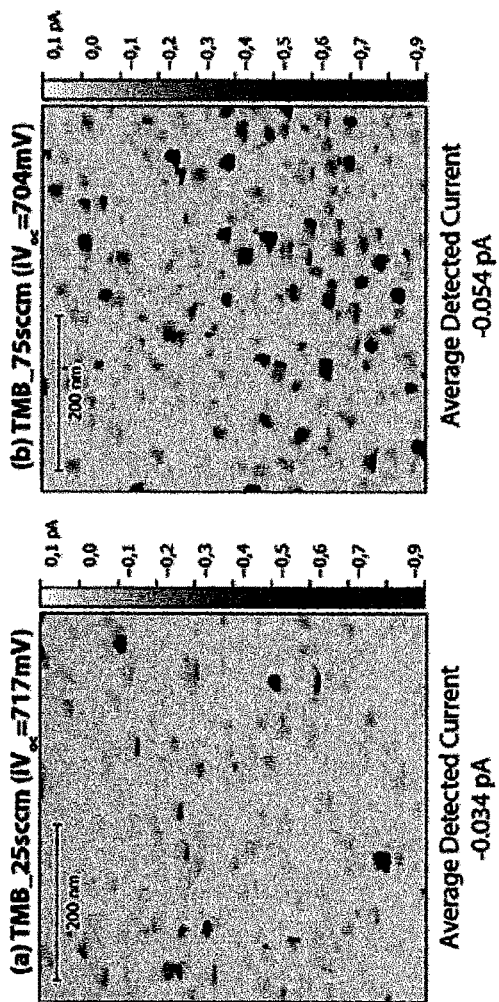 (a) TMB_25sccm (iVoc=717mV)
200 nm
0,1 pA
0,0
-0,1
-0,2
-0,3
-0,4
-0,5
-0,6
-0,7
-0,9
Average Detected Current
-0.034 pA
(b) TMB_75sccm (iVoc=704mV)
200 nm
0,1 pA
0,0
-0,1
-0,2
-0,3
-0,4
-0,5
-0,6
-0,7
-0,9
Average Detected Current
-0.054 pA